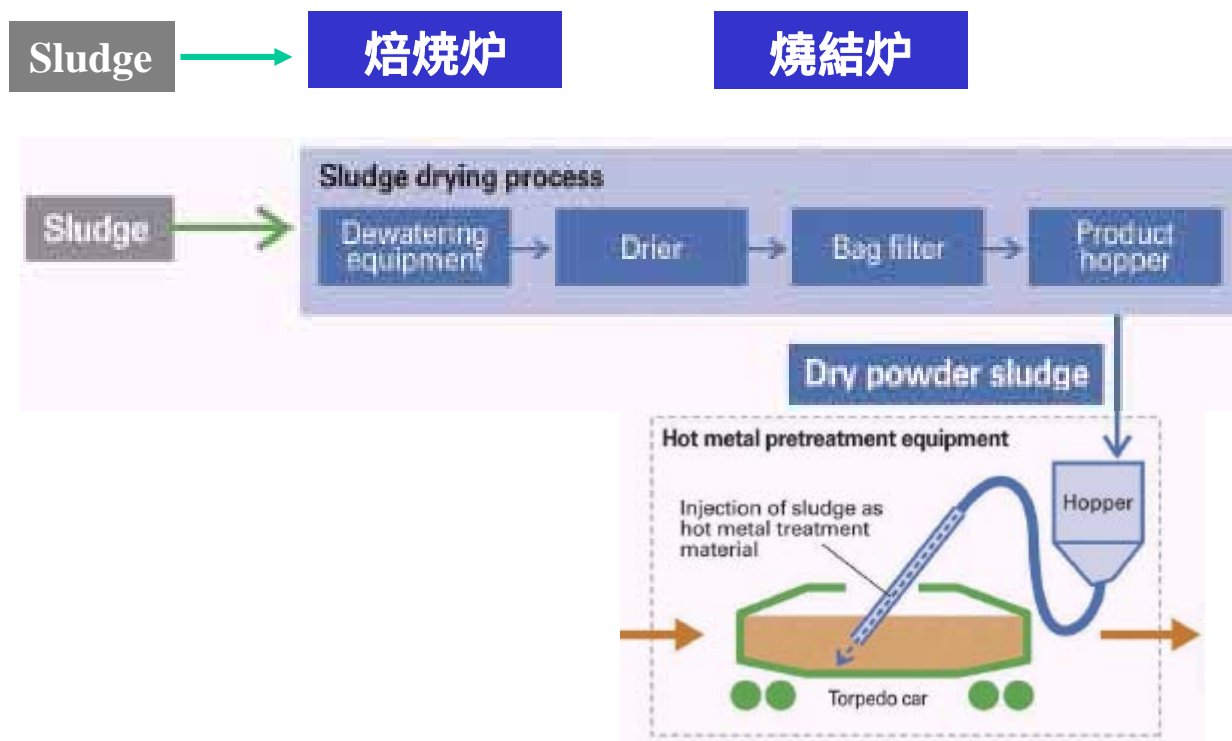 Sludge
焙燒炉
燒結炉
Sludge drying process
Sludge
Dewatering
equipment
Drier
Bag filter
Product
hopper
Dry powder sludge
Hot metal pretreatment equipment
Injection of sludge as
hot metal treatment
material
Hopper
Torpedo car